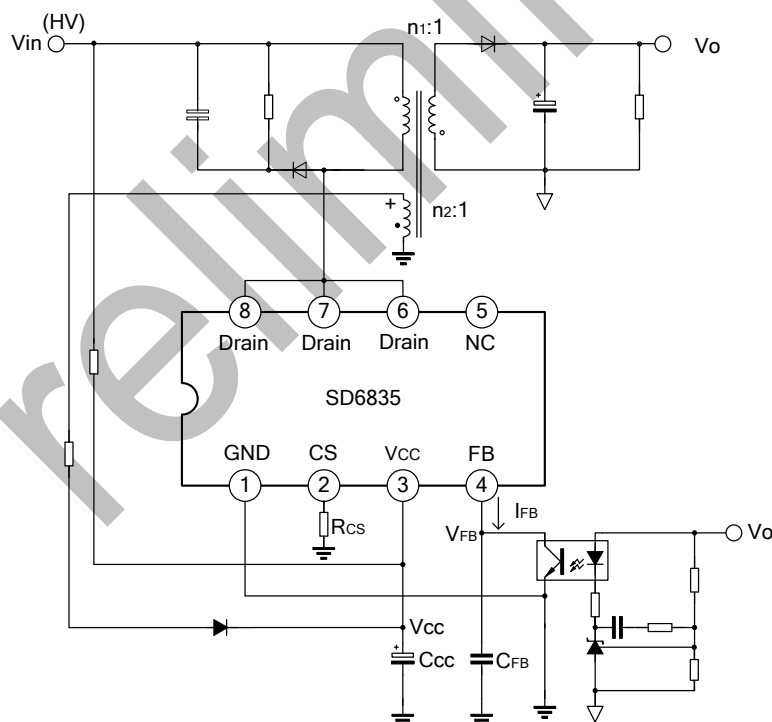 (HV)
Vin
n1:1
Vo
n2:1
+
+
8 7 6 5
Drain Drain Drain NC
SD6835
GND CS VCC FB
1 2 3 4
IFB
RCS
VFB
Vo
Vcc
+
Ccc
CFB
relimi